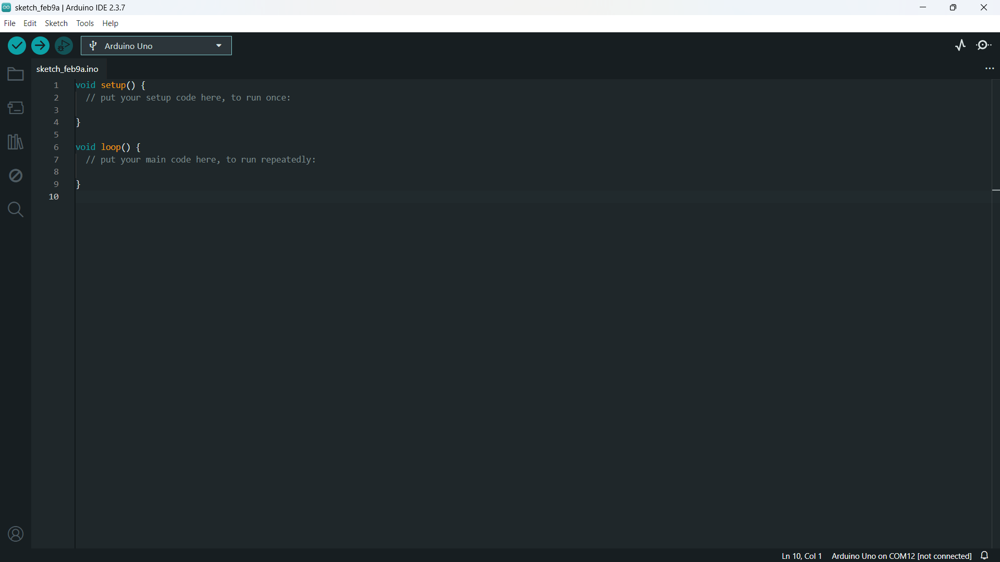 sketch_feb9a | Arduino IDE 2.3.7
File Edit Sketch Tools Help
Arduino Uno
sketch_feb9a.ino
1 void setup() {
2 // put your setup code here, to run once:
3
4 }
5
6 void loop() {
7 // put your main code here, to run repeatedly:
8
9 }
10
Ln 10, Col 1 Arduino Uno on COM12 [not connected]